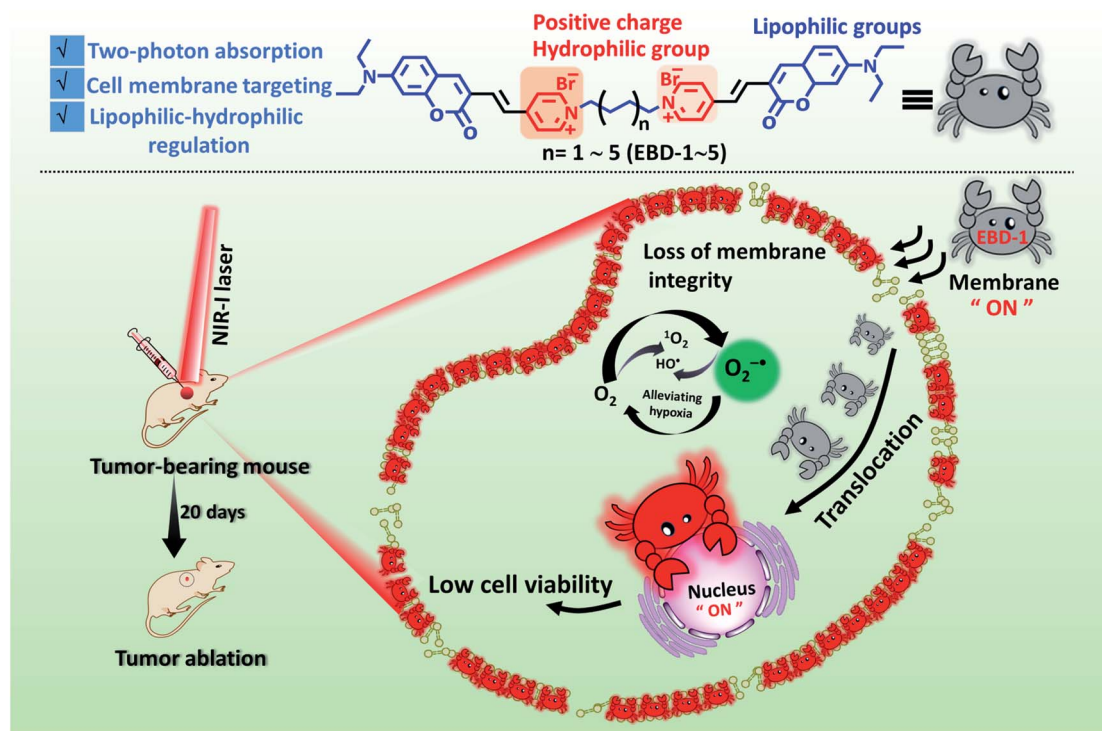 √ Two-photon absorption
√ Cell membrane targeting
√ Lipophilic-hydrophilic
regulation
Positive charge
Hydrophilic group
Lipophilic groups
N
O
O
Br⁻
N
+
n
Br⁻
N
+
O
O
N
n= 1 ~ 5 (EBD-1~5)
NIR-I laser
Tumor-bearing mouse
20 days
Tumor ablation
Loss of membrane
integrity
EBD-1
Membrane
“ ON ”
¹O₂
HO•
O₂
O₂⁻•
Alleviating
hypoxia
Translocation
Nucleus
“ ON ”
Low cell viability